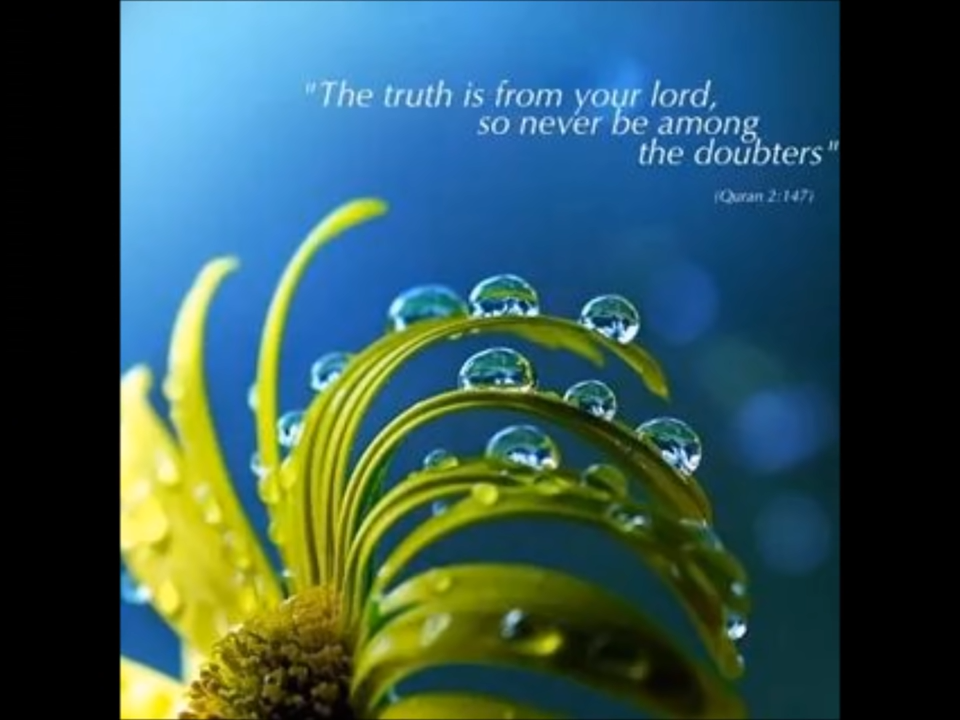 "The truth is from your lord,
so never be among
the doubters"
(Quran 2:147)